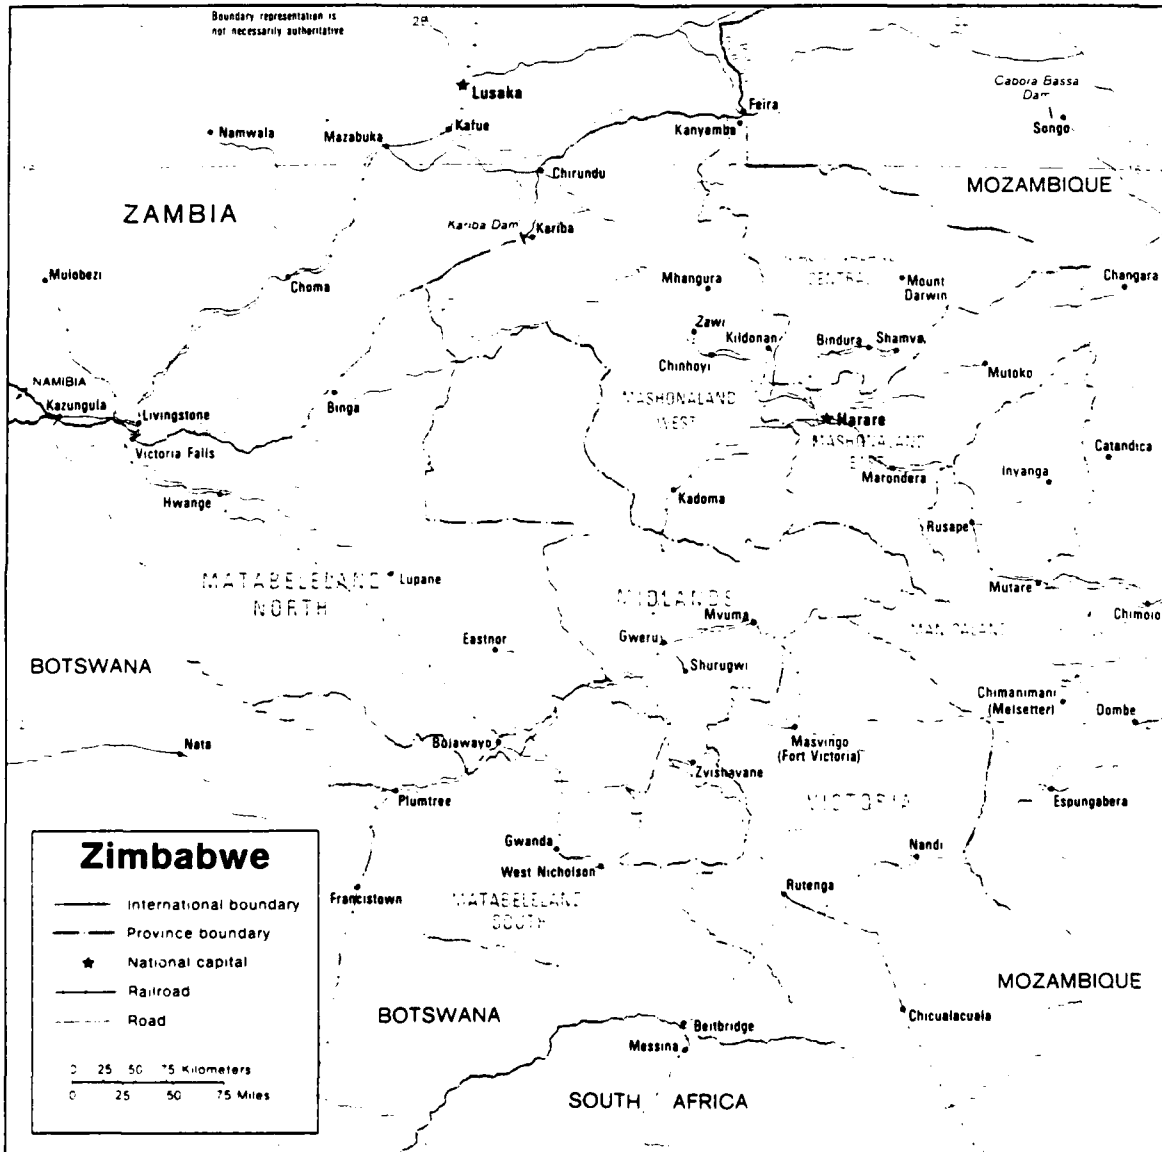 Boundary representation is
not necessarily authoritative
28
Lusaka
Feira
Cabora Bassa
Dam
Namwala
Mazabuka
Kafue
Kanyemba
Songo
Chirundu
MOZAMBIQUE
ZAMBIA
Kariba Dam
Kariba
Mulobezi
Choma
Mhangura
CENTRAL
Mount
Darwin
Changara
Zawi
Kildonan
Bindura
Shamva
Chinhoyi
Mutoko
NAMIBIA
Kazungula
Livingstone
Binga
MASHONALAND
WEST
Harare
MASHONALAND
Victoria Falls
Catandica
Marondera
Inyanga
Hwange
Kadoma
Rusape
MATABELELAND
NORTH
Lupane
MIDLANDS
Mvuma
Mutare
Chimoio
MANICALAND
Eastnor
Gweru
Shurugwi
BOTSWANA
Chimanimani
(Melsetter)
Dombe
Nata
Bulawayo
Masvingo
(Fort Victoria)
Zvishavane
Plumtree
VICTORIA
Espungabera
Zimbabwe
Gwanda
Nandi
West Nicholson
Rutenga
Francistown
MATABELELAND
SOUTH
International boundary
Province boundary
National capital
Railroad
Road
MOZAMBIQUE
BOTSWANA
Chicualacuala
Beitbridge
Messina
0 25 50 75 Kilometers
0 25 50 75 Miles
SOUTH AFRICA